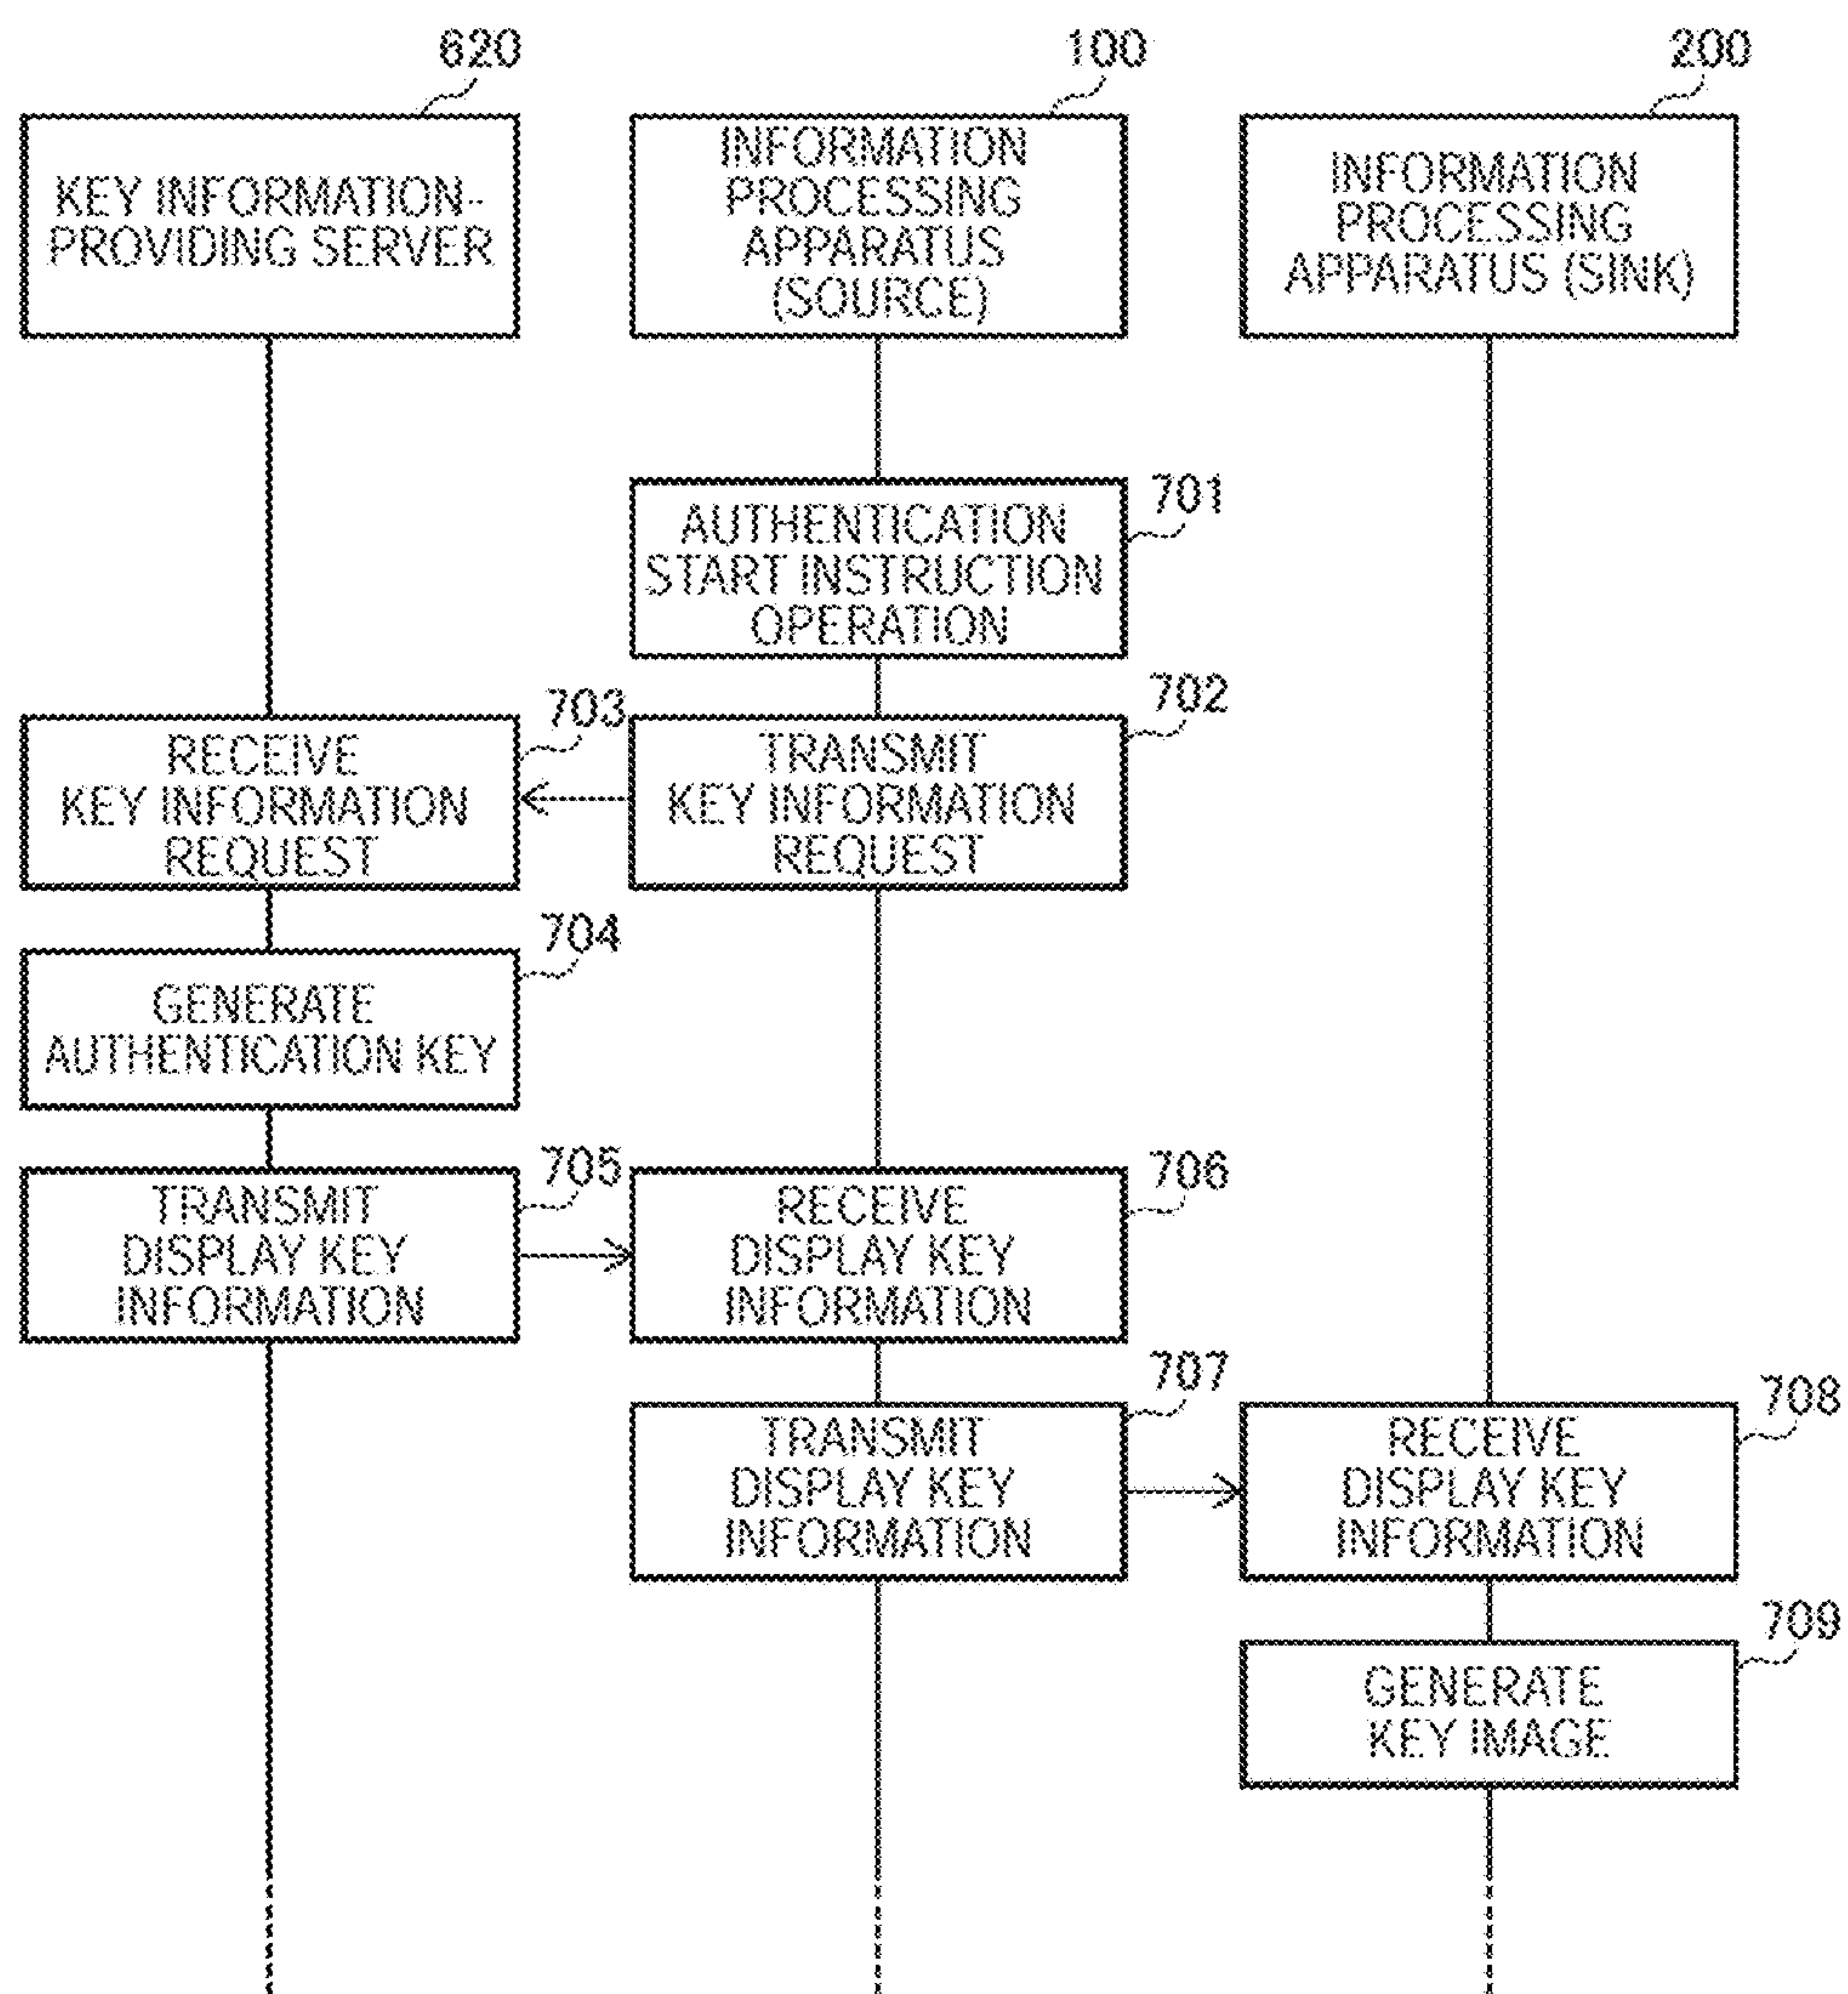 620
KEY INFORMATION-
PROVIDING SERVER
100
INFORMATION
PROCESSING
APPARATUS
(SOURCE)
200
INFORMATION
PROCESSING
APPARATUS (SINK)
701
AUTHENTICATION
START INSTRUCTION
OPERATION
702
TRANSMIT
KEY INFORMATION
REQUEST
703
RECEIVE
KEY INFORMATION
REQUEST
704
GENERATE
AUTHENTICATION KEY
705
TRANSMIT
DISPLAY KEY
INFORMATION
706
RECEIVE
DISPLAY KEY
INFORMATION
707
TRANSMIT
DISPLAY KEY
INFORMATION
708
RECEIVE
DISPLAY KEY
INFORMATION
709
GENERATE
KEY IMAGE